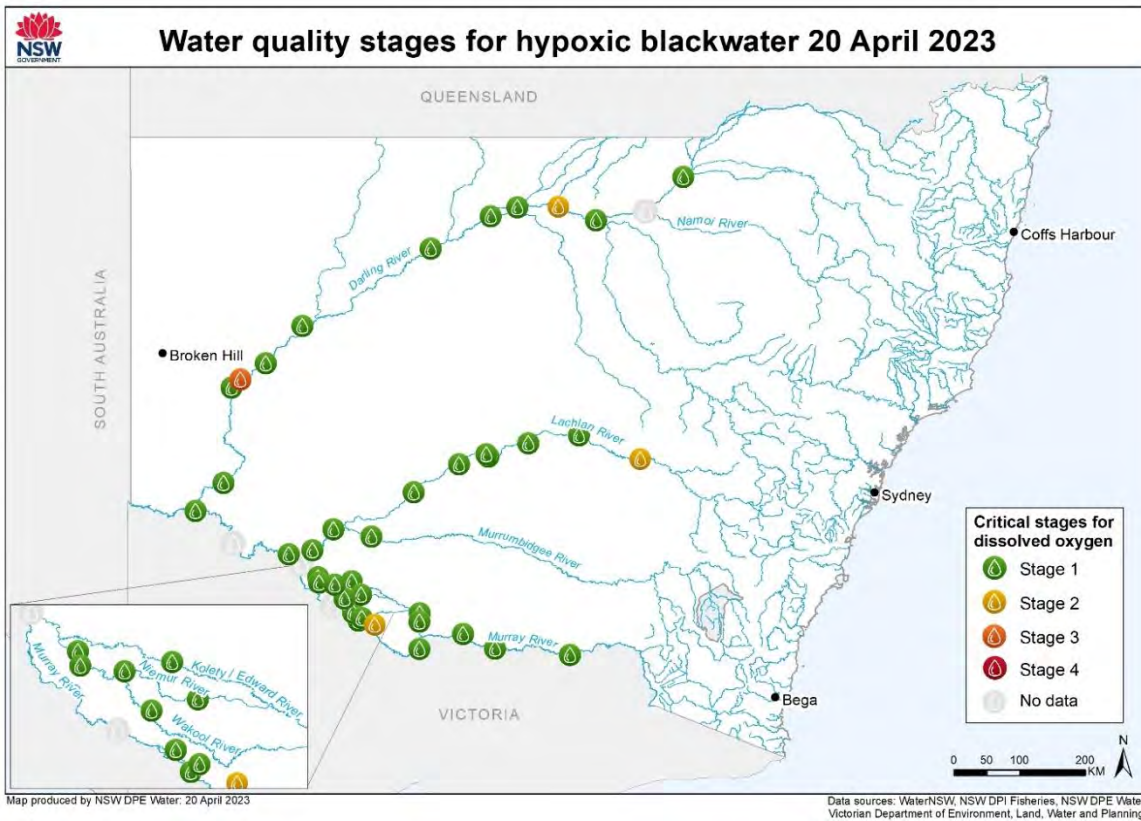 NSW
GOVERNMENT
Water quality stages for hypoxic blackwater 20 April 2023
QUEENSLAND
SOUTH AUSTRALIA
Darling River
Namoi River
Coffs Harbour
Broken Hill
Lachlan River
Sydney
Murrumbidgee River
Murray River
Bega
VICTORIA
Murray River
Kolety / Edward River
Niemur River
Wakool River
Critical stages for
dissolved oxygen
Stage 1
Stage 2
Stage 3
Stage 4
No data
N
0 50 100 200
KM
Map produced by NSW DPE Water: 20 April 2023
Data sources: WaterNSW, NSW DPI Fisheries, NSW DPE Water
Victorian Department of Environment, Land, Water and Planning